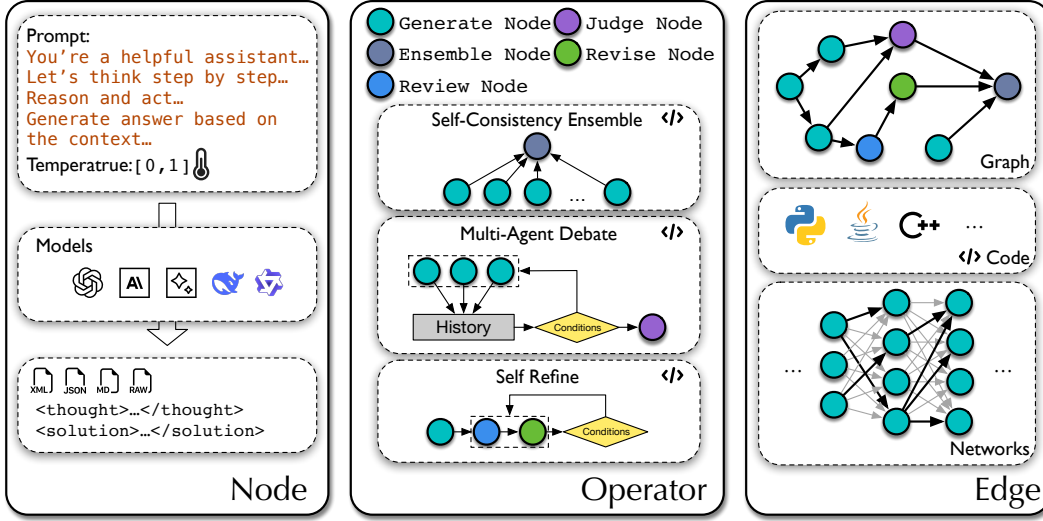 Prompt:
You're a helpful assistant…
Let's think step by step…
Reason and act…
Generate answer based on
the context…
Temperatrue:[0,1]
Models
A\
XML JSON MD RAW
<thought>…</thought>
<solution>…</solution>
Node
Generate Node
Judge Node
Ensemble Node
Revise Node
Review Node
Self-Consistency Ensemble </>
…
Multi-Agent Debate </>
History
Conditions
Self Refine </>
Conditions
Operator
Graph
C++ …
</> Code
… …
Networks
Edge